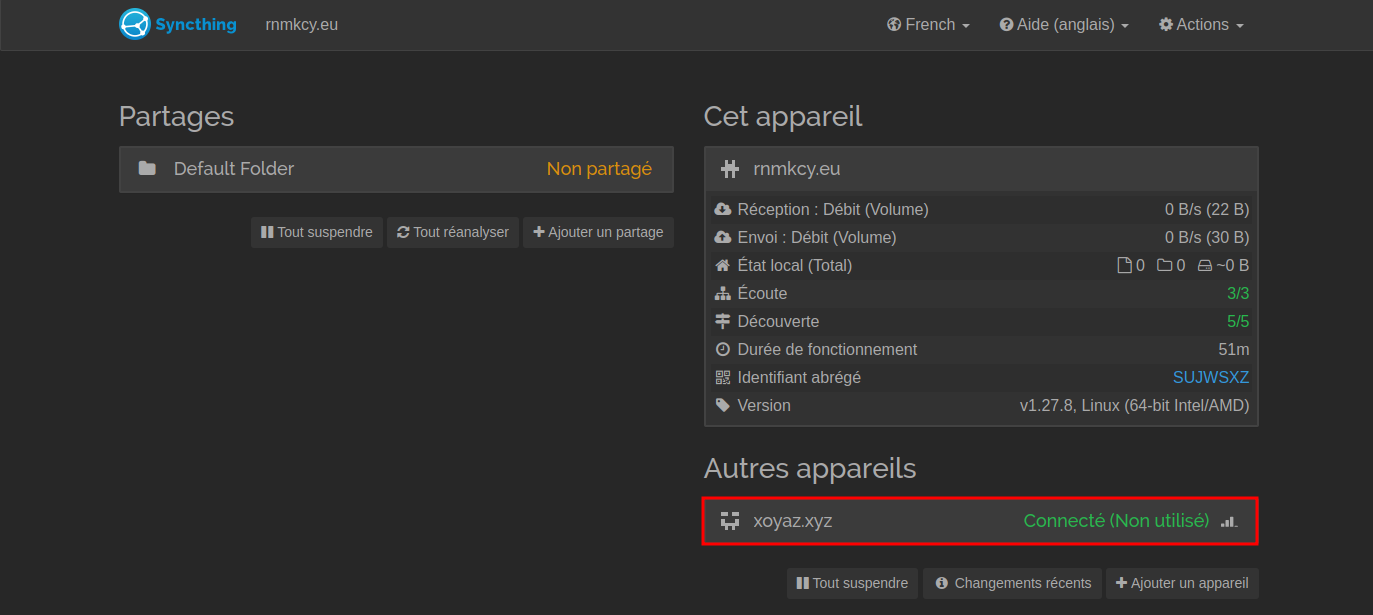 Syncthing rnmkcy.eu French Aide (anglais) Actions
Partages
Default Folder Non partagé
Tout suspendre Tout réanalyser Ajouter un partage
Cet appareil
rnmkcy.eu
Réception : Débit (Volume) 0 B/s (22 B)
Envoi : Débit (Volume) 0 B/s (30 B)
État local (Total) 0 0 ~0 B
Écoute 3/3
Découverte 5/5
Durée de fonctionnement 51m
Identifiant abrégé SUJWSXZ
Version v1.27.8, Linux (64-bit Intel/AMD)
Autres appareils
xoyaz.xyz Connecté (Non utilisé)
Tout suspendre Changements récents Ajouter un appareil